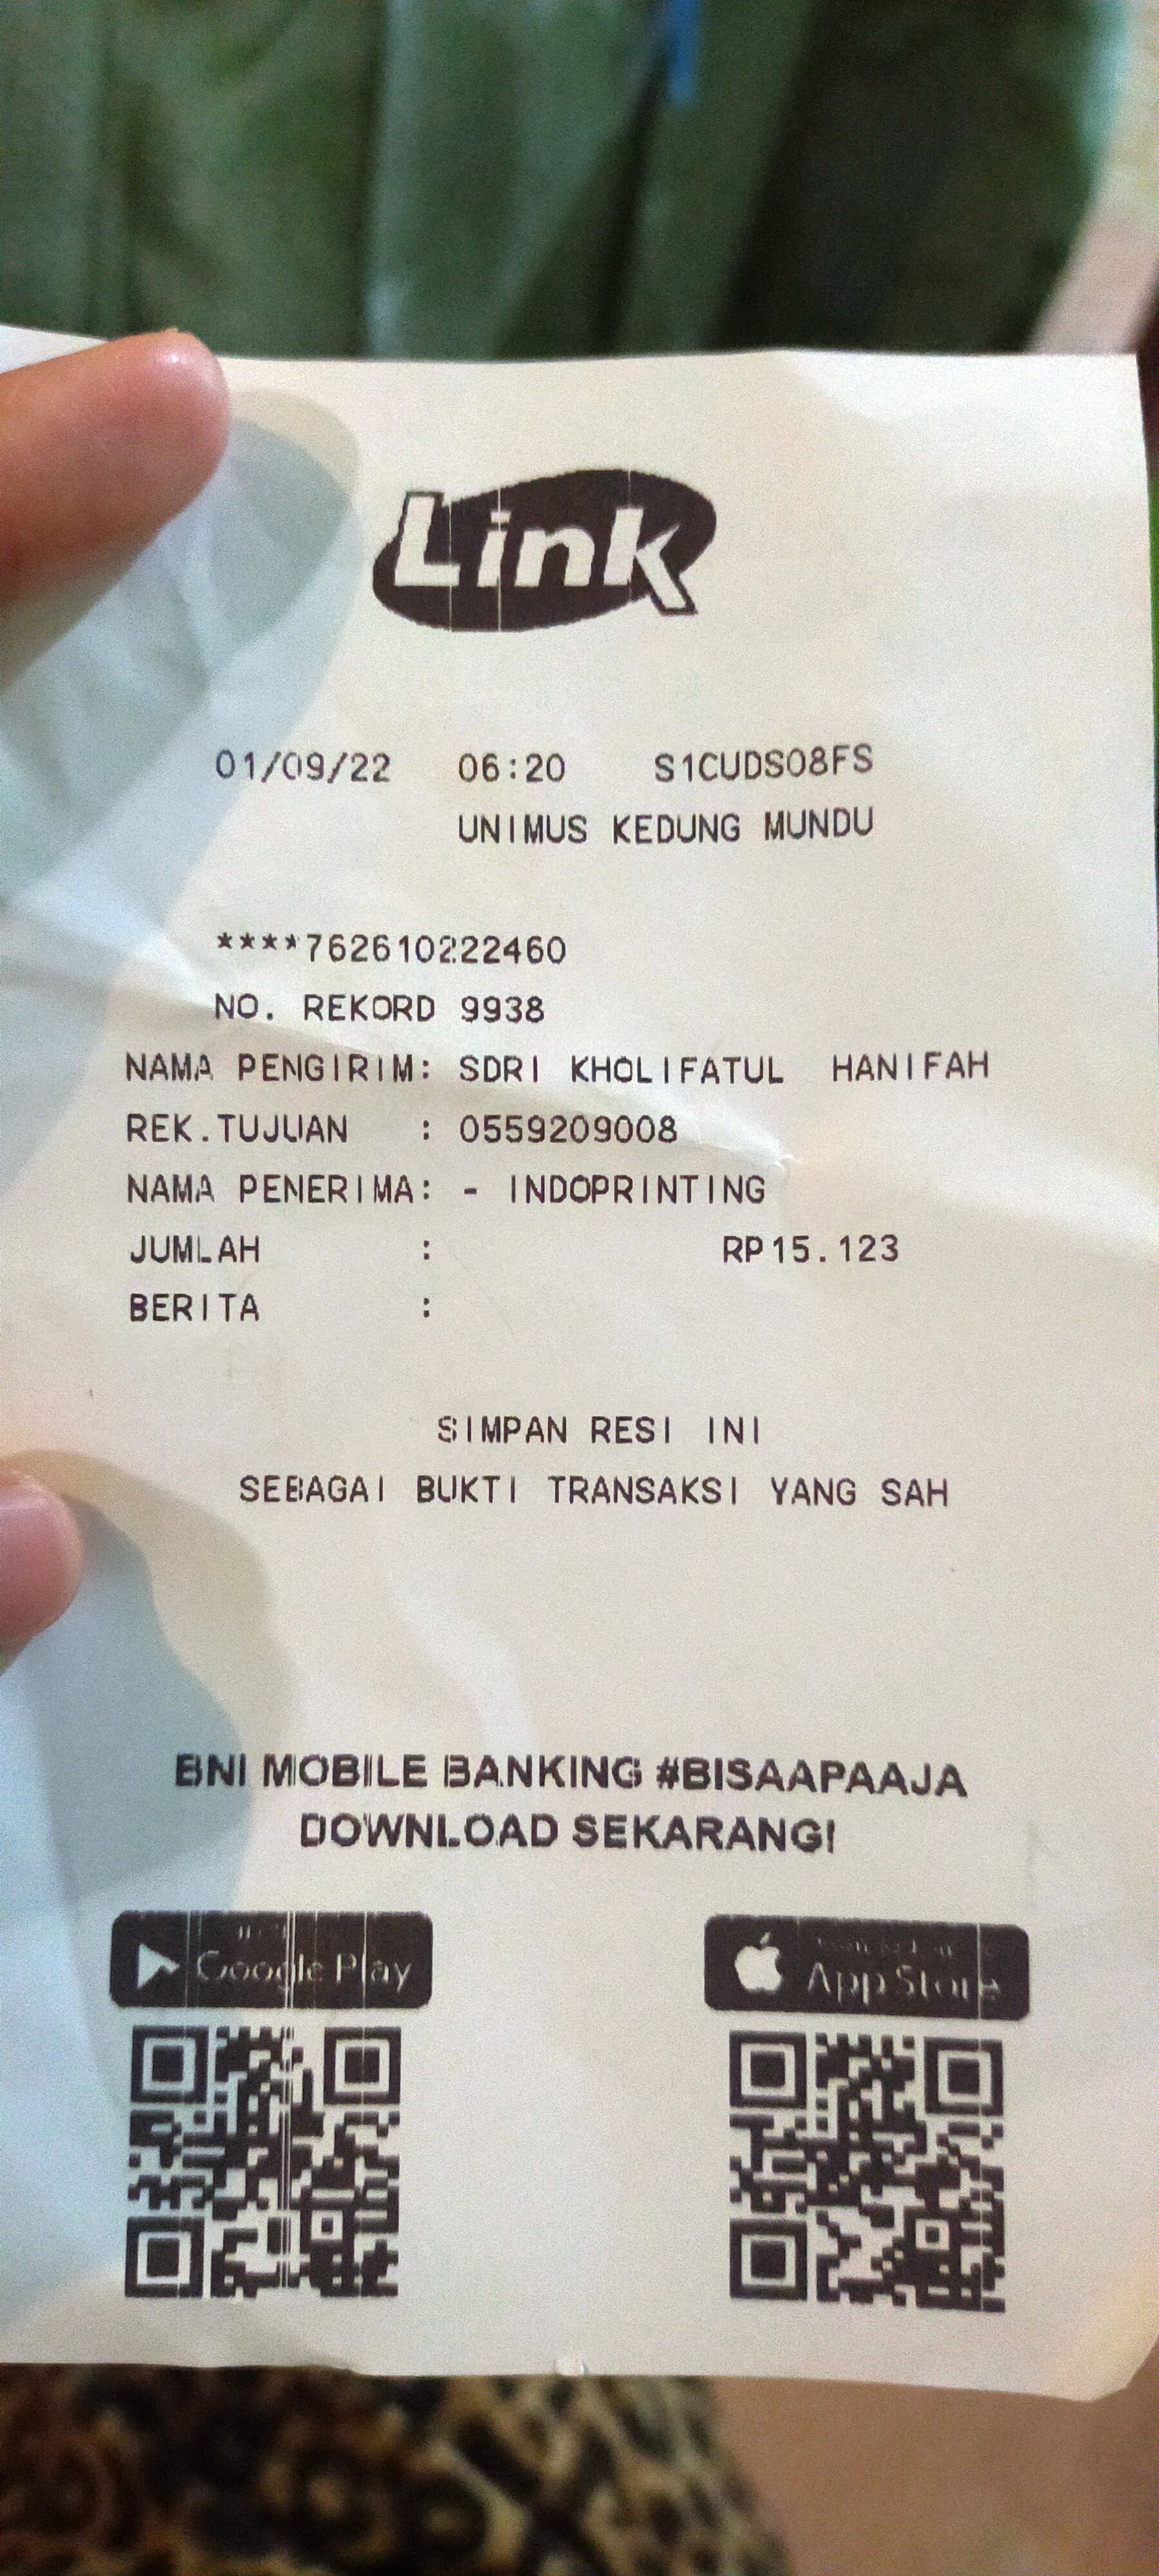 Link
01/09/22 06:20 S1CUDS08FS
UNIMUS KEDUNG MUNDU
****762610222460
NO. REKORD 9938
NAMA PENGIRIM: SDRI KHOLIFATUL HANIFAH
REK.TUJUAN : 0559209008
NAMA PENERIMA: - INDOPRINTING
JUMLAH : RP15.123
BERITA :
SIMPAN RESI INI
SEBAGAI BUKTI TRANSAKSI YANG SAH
BNI MOBILE BANKING #BISAAPAAJA
DOWNLOAD SEKARANG!
Google Play
App Store